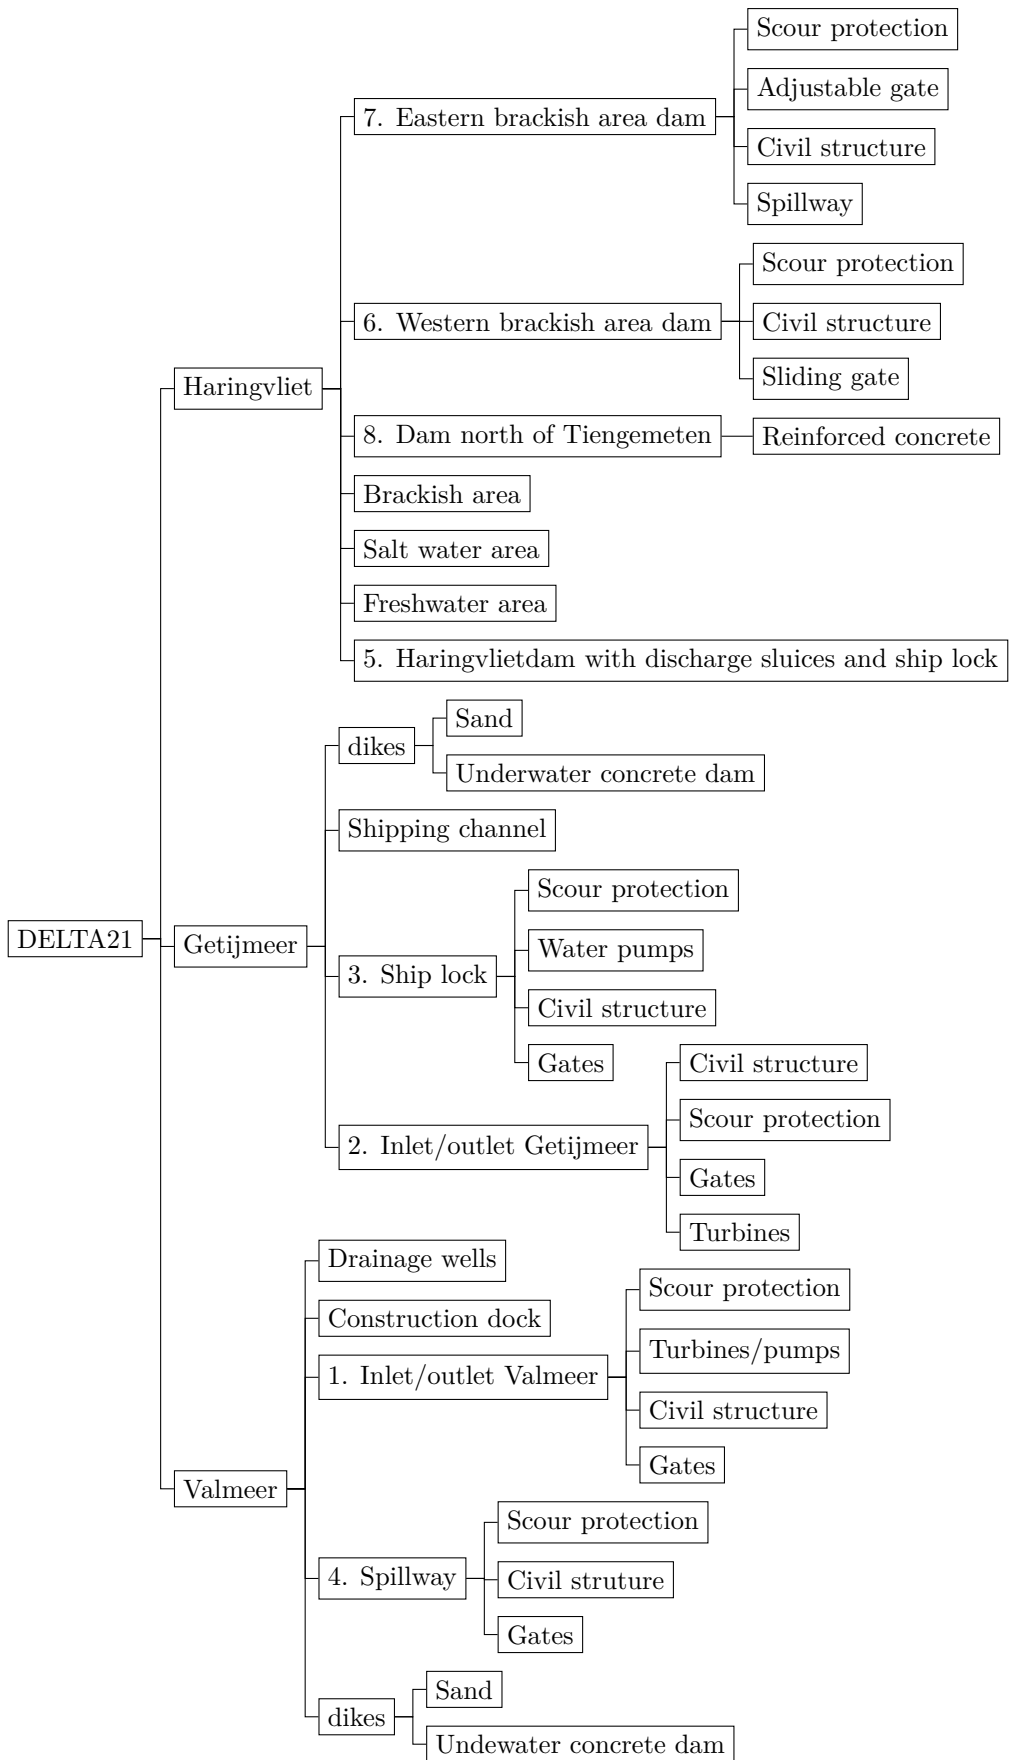 Scour protection
7. Eastern brackish area dam
Adjustable gate
Civil structure
Spillway
Scour protection
6. Western brackish area dam
Civil structure
Sliding gate
Haringvliet
8. Dam north of Tiengemeten
Reinforced concrete
Brackish area
Salt water area
Freshwater area
5. Haringvlietdam with discharge sluices and ship lock
Sand
dikes
Underwater concrete dam
Shipping channel
Scour protection
DELTA21
Getijmeer
Water pumps
3. Ship lock
Civil structure
Gates
Civil structure
Scour protection
2. Inlet/outlet Getijmeer
Gates
Turbines
Drainage wells
Scour protection
Construction dock
Turbines/pumps
1. Inlet/outlet Valmeer
Civil structure
Gates
Valmeer
Scour protection
4. Spillway
Civil struture
Gates
Sand
dikes
Undewater concrete dam